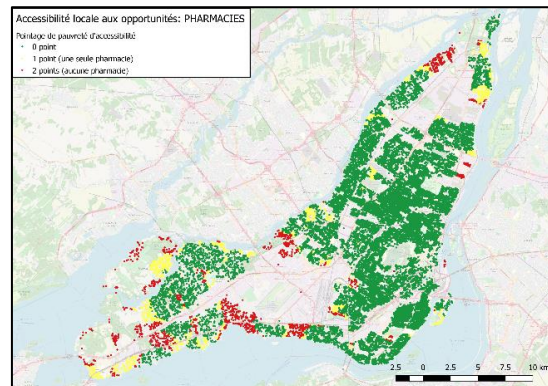 Accessibilité locale aux opportunités: PHARMACIES
Pointage de pauvreté d'accessibilité
0 point
1 point (une seule pharmacie)
2 points (aucune pharmacie)
2.5 0 2.5 5 7.5 10 km